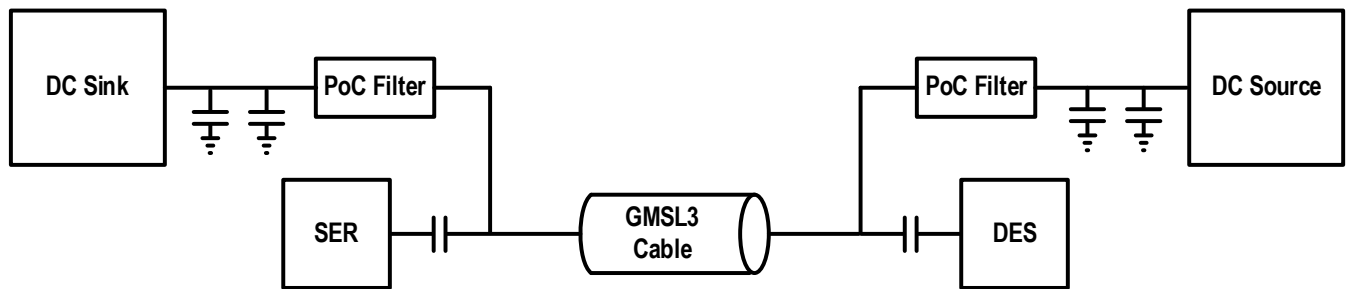 DC Sink
PoC Filter
PoC Filter
DC Source
SER
GMSL3
Cable
DES